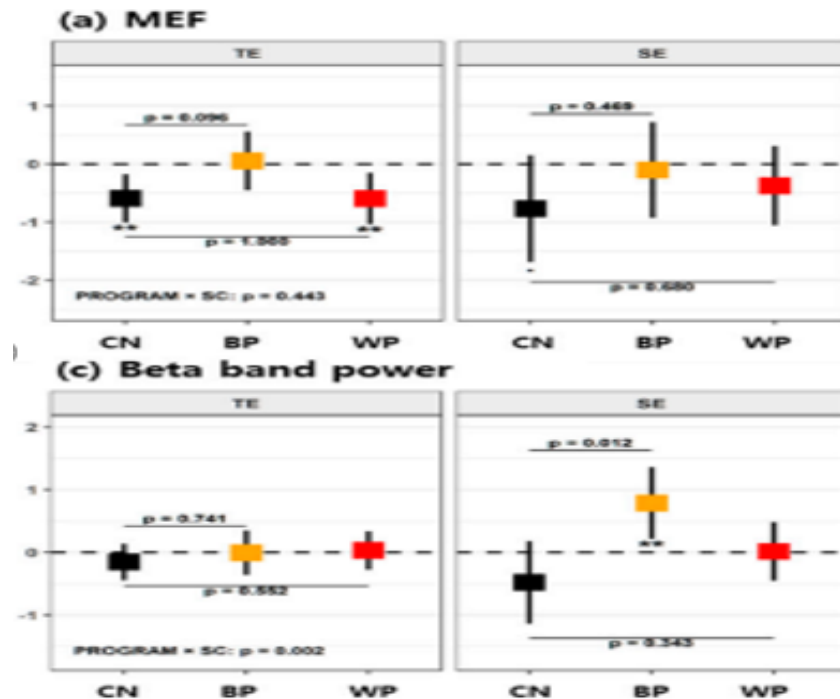 (a) MEF
TE SE
1
0
-1
-2
p = 0.096
p = 0.469
**
**
p = 1.000
p = 0.680
PROGRAM × SC: p = 0.443
CN BP WP CN BP WP
(c) Beta band power
TE SE
2
1
0
-1
p = 0.012
p = 0.741
**
p = 0.552
p = 0.343
PROGRAM × SC: p = 0.002
CN BP WP CN BP WP